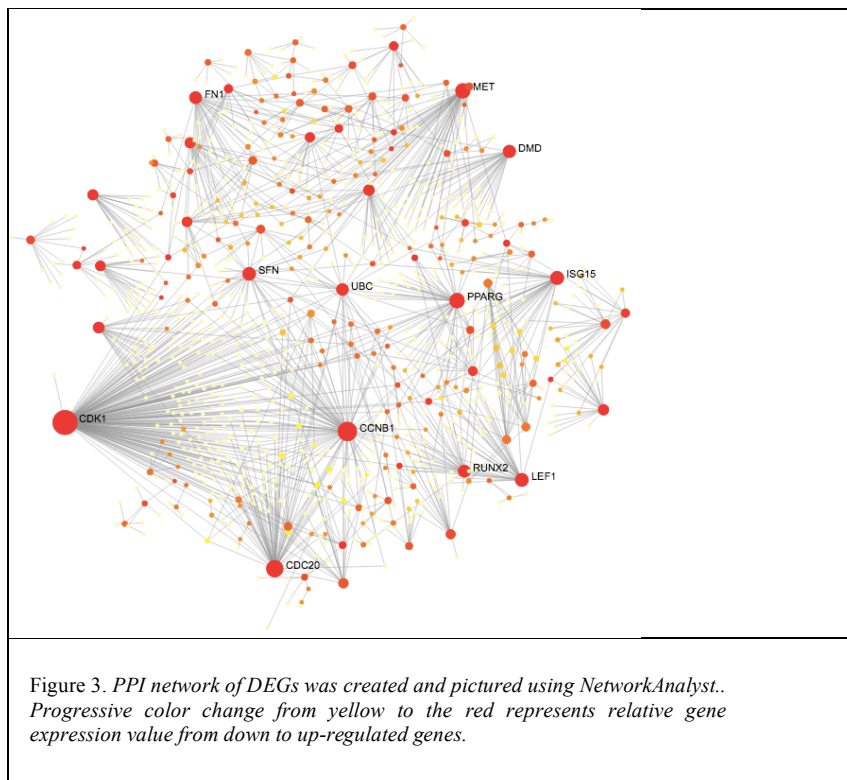 MET
FN1
DMD
SFN
ISG15
UBC
PPARG
CDK1
CCNB1
RUNX2
LEF1
CDC20
Figure 3. PPI network of DEGs was created and pictured using NetworkAnalyst..
Progressive color change from yellow to the red represents relative gene
expression value from down to up-regulated genes.